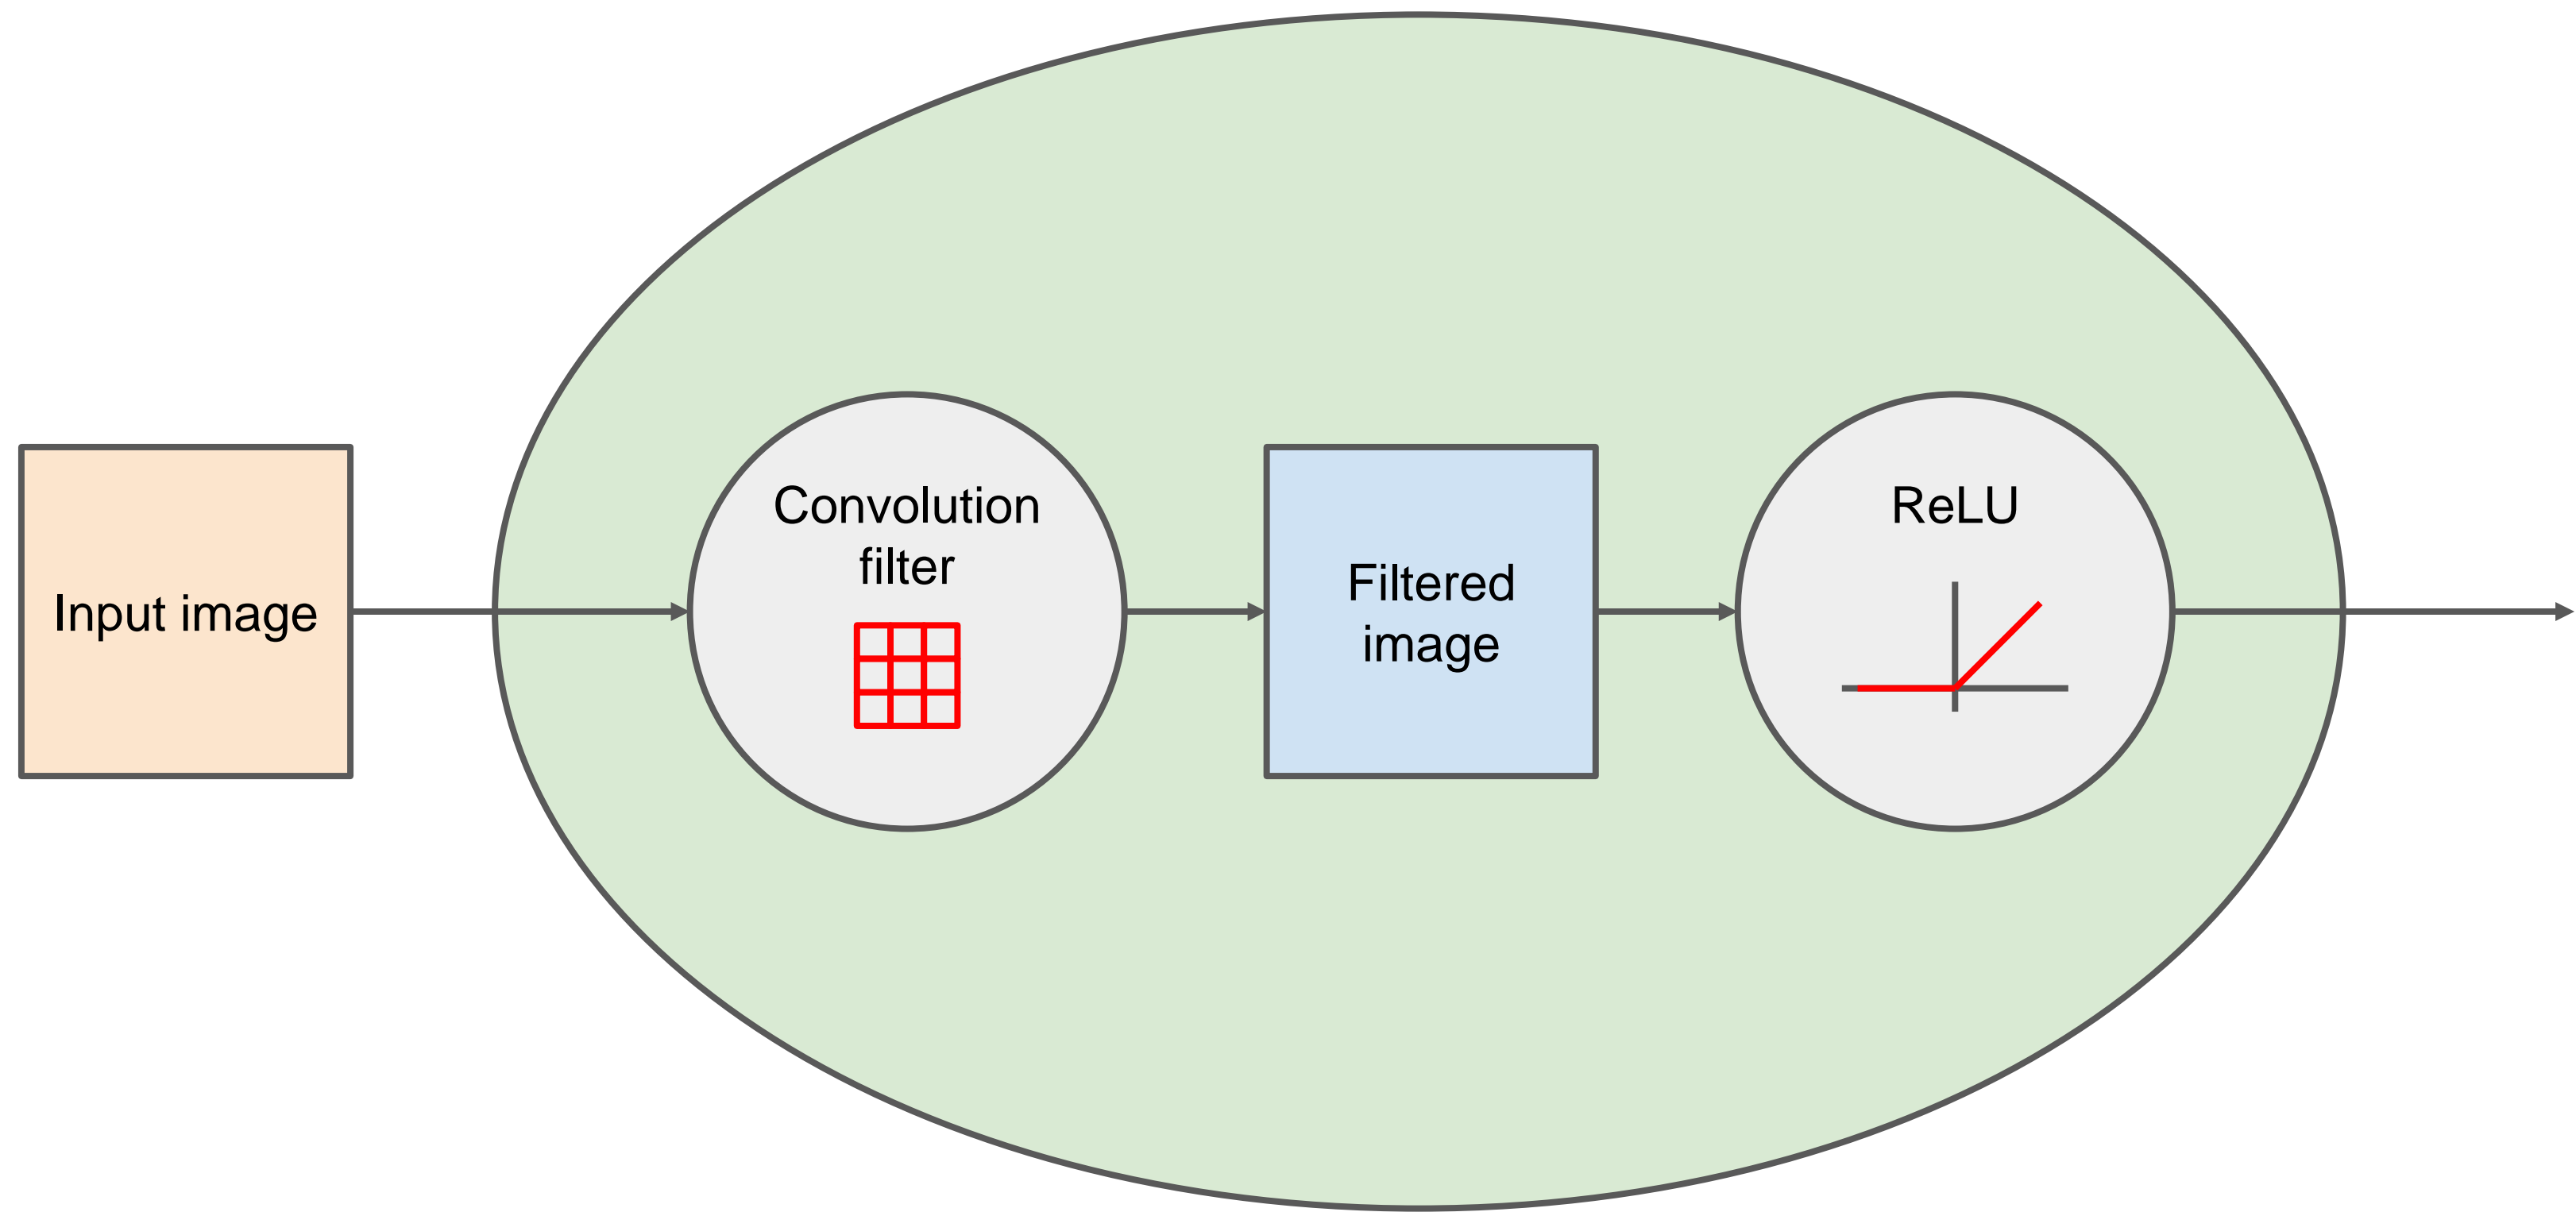 Input image
Convolution
filter
Filtered
image
ReLU